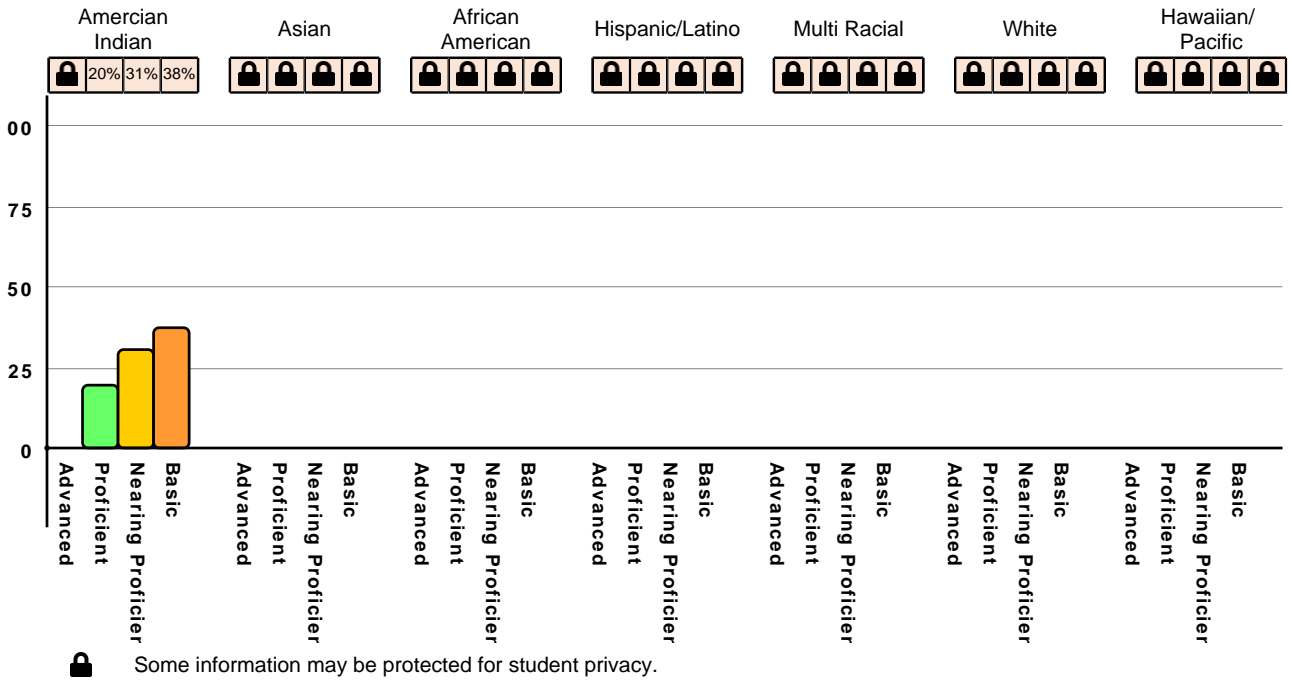 Amercian
Indian
Asian
African
American
Hispanic/Latino
Multi Racial
White
Hawaiian/
Pacific
20% 31% 38%
00
75
50
25
0
Advanced
Proficient
Nearing Proficier
Basic
Advanced
Proficient
Nearing Proficier
Basic
Advanced
Proficient
Nearing Proficier
Basic
Advanced
Proficient
Nearing Proficier
Basic
Advanced
Proficient
Nearing Proficier
Basic
Advanced
Proficient
Nearing Proficier
Basic
Advanced
Proficient
Nearing Proficier
Basic
Some information may be protected for student privacy.